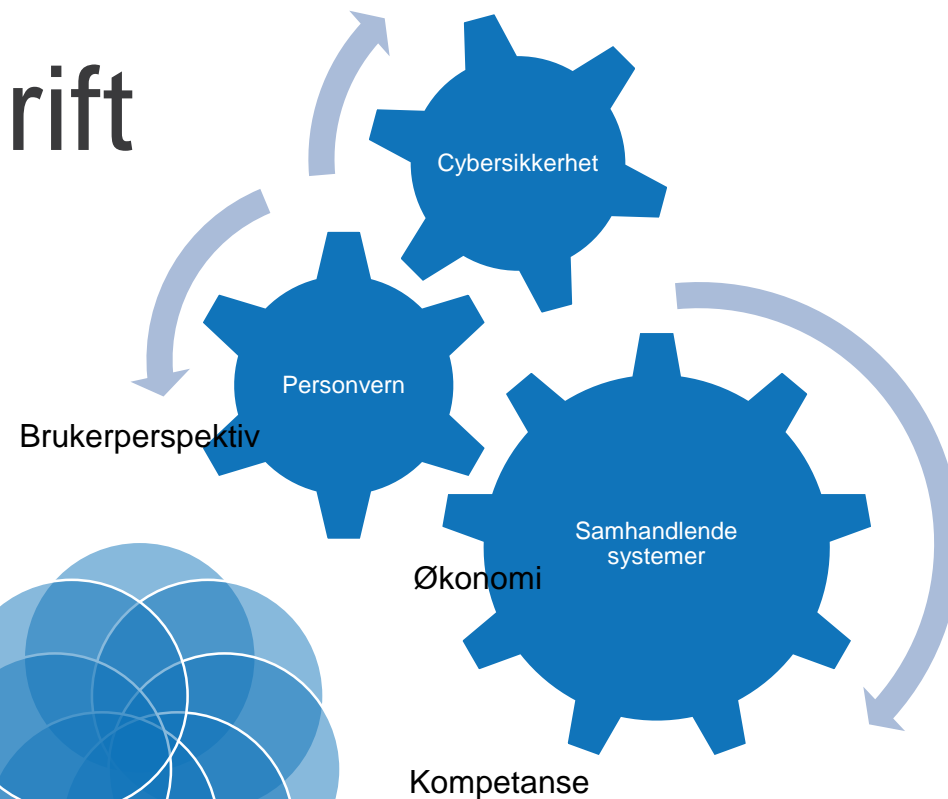 rift
Cybersikkerhet
Personvern
Brukerperspektiv
Samhandlende
systemer
Økonomi
Kompetanse